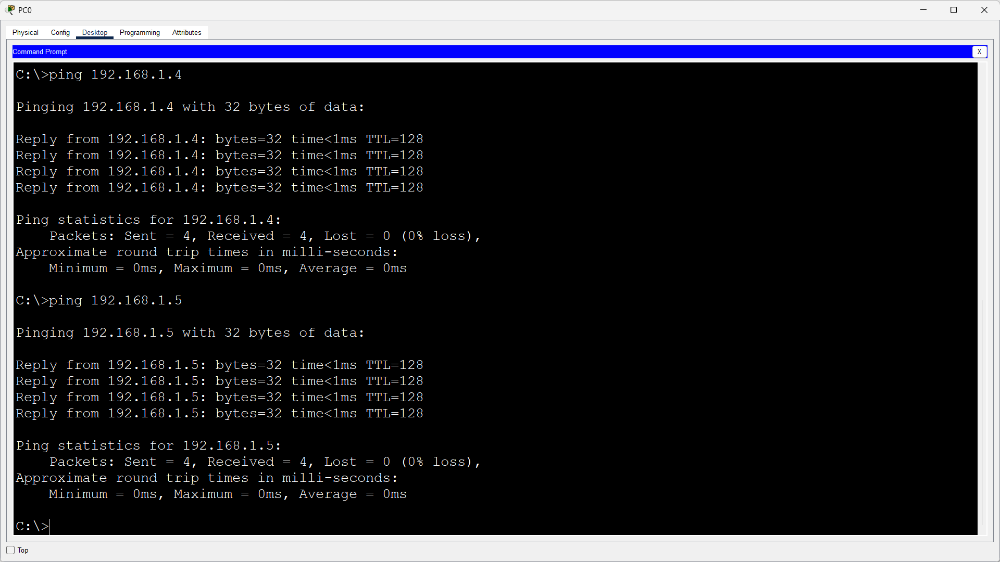 PC0
Physical Config Desktop Programming Attributes
Command Prompt
X
C:\>ping 192.168.1.4
Pinging 192.168.1.4 with 32 bytes of data:
Reply from 192.168.1.4: bytes=32 time<1ms TTL=128
Reply from 192.168.1.4: bytes=32 time<1ms TTL=128
Reply from 192.168.1.4: bytes=32 time<1ms TTL=128
Reply from 192.168.1.4: bytes=32 time<1ms TTL=128
Ping statistics for 192.168.1.4:
    Packets: Sent = 4, Received = 4, Lost = 0 (0% loss),
Approximate round trip times in milli-seconds:
    Minimum = 0ms, Maximum = 0ms, Average = 0ms
C:\>ping 192.168.1.5
Pinging 192.168.1.5 with 32 bytes of data:
Reply from 192.168.1.5: bytes=32 time<1ms TTL=128
Reply from 192.168.1.5: bytes=32 time<1ms TTL=128
Reply from 192.168.1.5: bytes=32 time<1ms TTL=128
Reply from 192.168.1.5: bytes=32 time<1ms TTL=128
Ping statistics for 192.168.1.5:
    Packets: Sent = 4, Received = 4, Lost = 0 (0% loss),
Approximate round trip times in milli-seconds:
    Minimum = 0ms, Maximum = 0ms, Average = 0ms
C:\>
Top